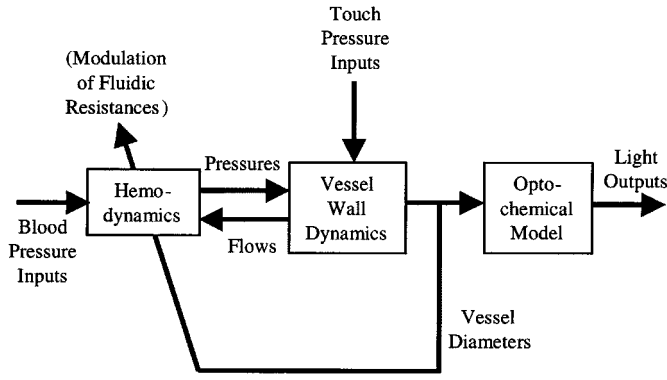 Touch
Pressure
Inputs
(Modulation
of Fluidic
Resistances)
Pressures
Hemo-
dynamics
Vessel
Wall
Dynamics
Opto-
chemical
Model
Light
Outputs
Blood
Pressure
Inputs
Flows
Vessel
Diameters